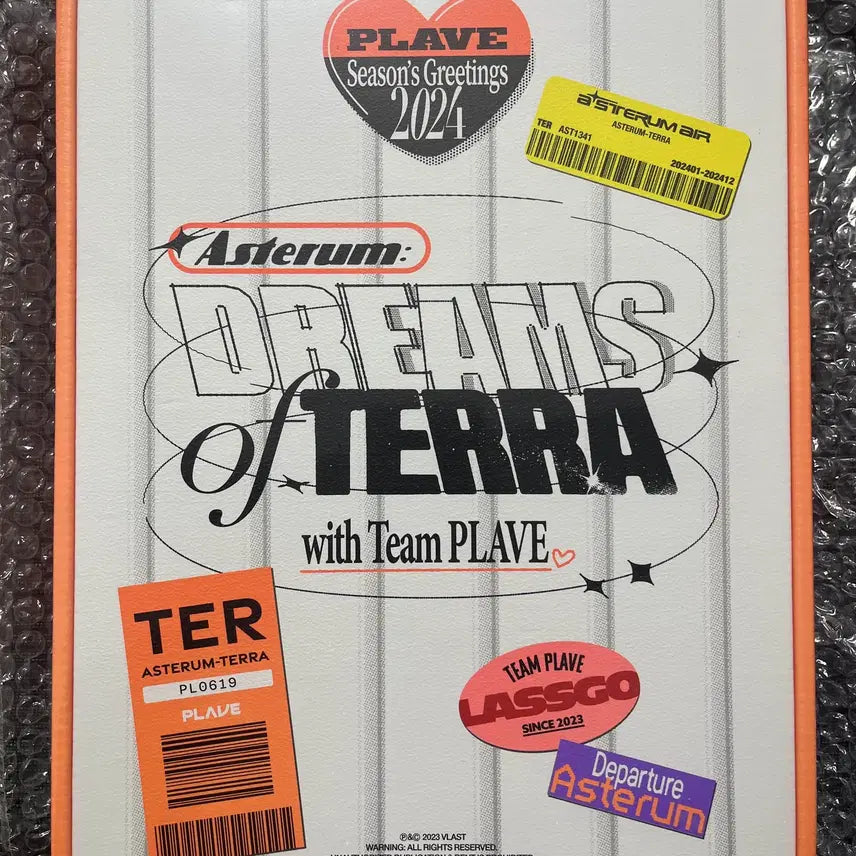 PLAVE
Season's Greetings
2024
asterum air
ASTERUM-TERRA
TER AST1341
202401-202412
Asterum:
DREAMS
of TERRA
with Team PLAVE
TER
ASTERUM-TERRA
PL0619
PLAVE
TEAM PLAVE
LASSGO
SINCE 2023
Departure
Asterum
℗&© 2023 VLAST
WARNING: ALL RIGHTS RESERVED.